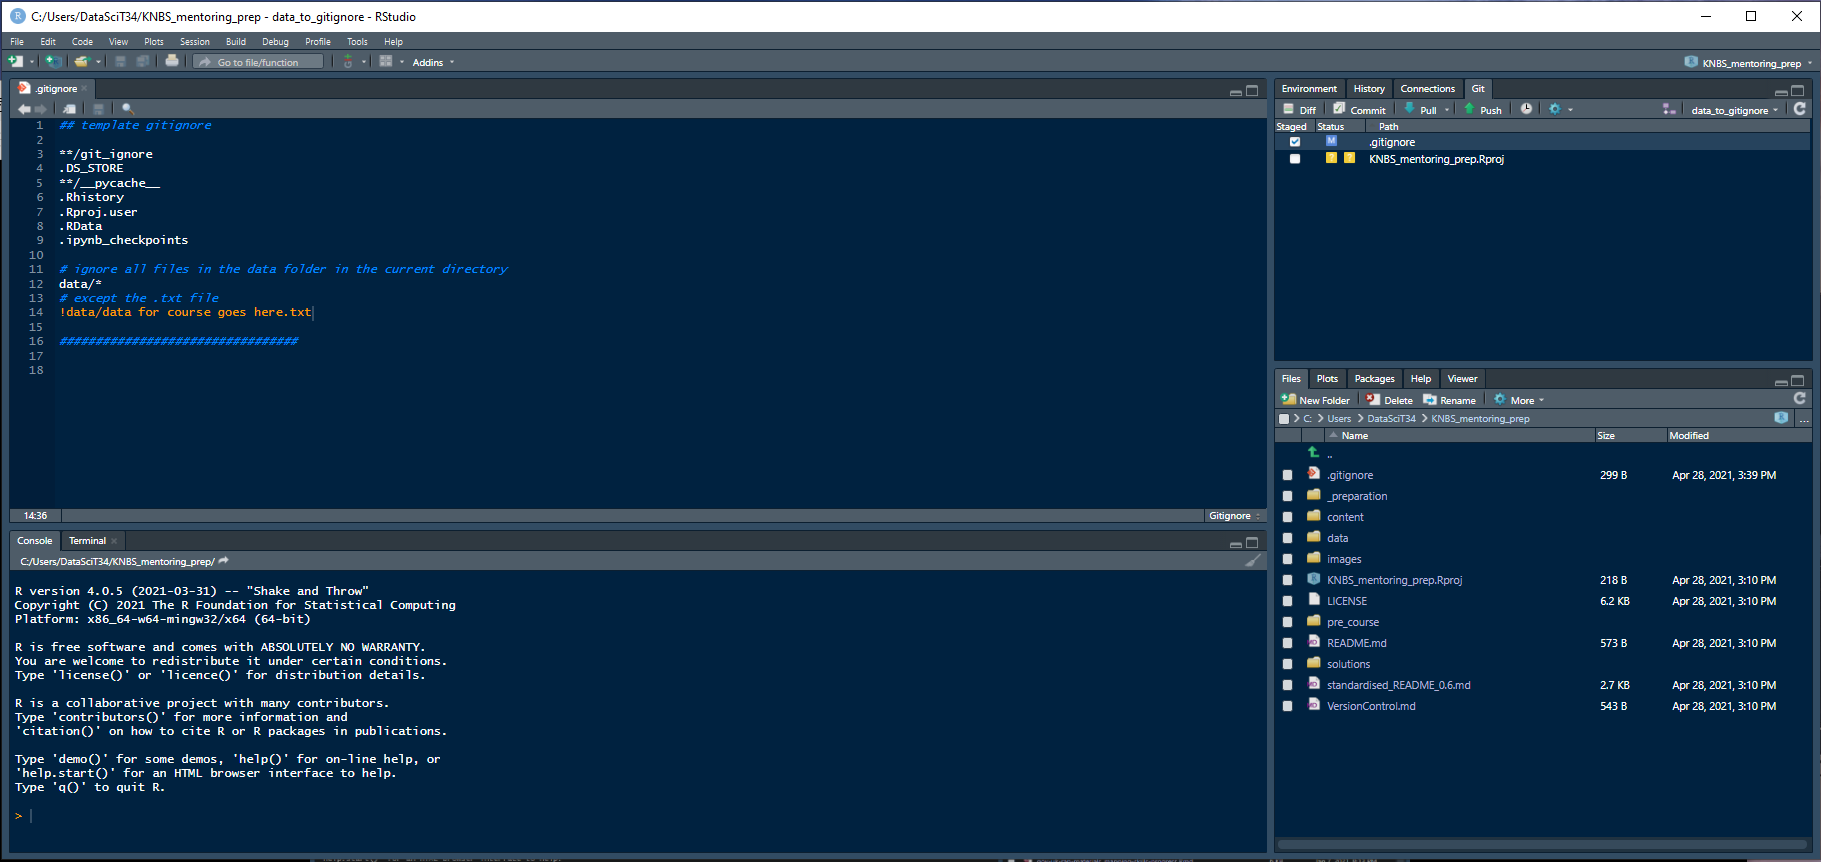 C:/Users/DataSciT34/KNBS_mentoring_prep - data_to_gitignore - RStudio
File Edit Code View Plots Session Build Debug Profile Tools Help
Go to file/function Addins KNBS_mentoring_prep
.gitignore
1 ## template gitignore
2
3 **/git_ignore
4 .DS_STORE
5 **/__pycache__
6 .Rhistory
7 .Rproj.user
8 .RData
9 .ipynb_checkpoints
10
11 # ignore all files in the data folder in the current directory
12 data/*
13 # except the .txt file
14 !data/data for course goes here.txt
15
16 #################################
17
18
14:36 Gitignore
Console Terminal
C:/Users/DataSciT34/KNBS_mentoring_prep/
R version 4.0.5 (2021-03-31) -- "Shake and Throw"
Copyright (C) 2021 The R Foundation for Statistical Computing
Platform: x86_64-w64-mingw32/x64 (64-bit)
R is free software and comes with ABSOLUTELY NO WARRANTY.
You are welcome to redistribute it under certain conditions.
Type 'license()' or 'licence()' for distribution details.
R is a collaborative project with many contributors.
Type 'contributors()' for more information and
'citation()' on how to cite R or R packages in publications.
Type 'demo()' for some demos, 'help()' for on-line help, or
'help.start()' for an HTML browser interface to help.
Type 'q()' to quit R.
>
Environment History Connections Git
Diff Commit Pull Push data_to_gitignore
Staged Status Path
M .gitignore
? ? KNBS_mentoring_prep.Rproj
Files Plots Packages Help Viewer
New Folder Delete Rename More
C: > Users > DataSciT34 > KNBS_mentoring_prep ...
Name Size Modified
..
.gitignore 299 B Apr 28, 2021, 3:39 PM
_preparation
content
data
images
KNBS_mentoring_prep.Rproj 218 B Apr 28, 2021, 3:10 PM
LICENSE 6.2 KB Apr 28, 2021, 3:10 PM
pre_course
README.md 573 B Apr 28, 2021, 3:10 PM
solutions
standardised_README_0.6.md 2.7 KB Apr 28, 2021, 3:10 PM
VersionControl.md 543 B Apr 28, 2021, 3:10 PM